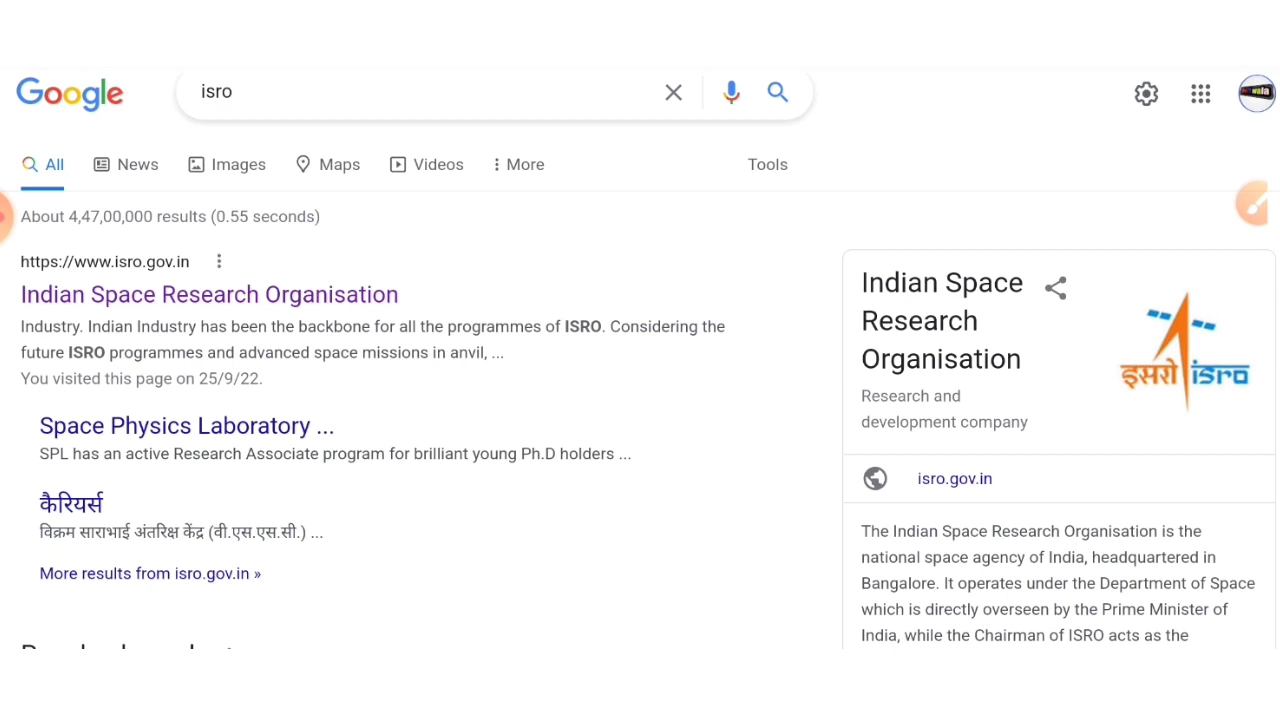 Google
isro
All
News
Images
Maps
Videos
More
Tools
About 4,47,00,000 results (0.55 seconds)
https://www.isro.gov.in
Indian Space Research Organisation
Industry. Indian Industry has been the backbone for all the programmes of ISRO. Considering the
future ISRO programmes and advanced space missions in anvil, ...
You visited this page on 25/9/22.
Space Physics Laboratory ...
SPL has an active Research Associate program for brilliant young Ph.D holders ...
कैरियर्स
विक्रम साराभाई अंतरिक्ष केंद्र (वी.एस.एस.सी.) ...
More results from isro.gov.in »
Indian Space
Research
Organisation
Research and
development company
इसरो isro
isro.gov.in
The Indian Space Research Organisation is the
national space agency of India, headquartered in
Bangalore. It operates under the Department of Space
which is directly overseen by the Prime Minister of
India, while the Chairman of ISRO acts as the